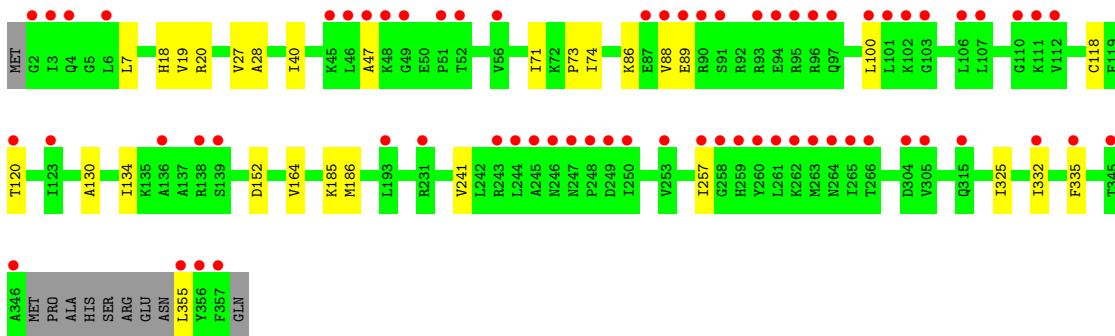 MET G2 I3 Q4 G5 L6 L7 H18 V19 R20 V27 A28 I40 K45 L46 A47 K48 G49 E50 P51 T52 V56 I71 K72 P73 I74 K86 E87 V88 E89 R90 S91 R92 R93 E94 R95 R96 Q97 L100 L101 K102 G103 L106 L107 G110 K111 V112 C118 E119
T120 I123 A130 I134 K135 A136 A137 R138 S139 D152 V164 K185 M186 L193 R231 V241 L242 R243 L244 A245 N246 N247 P248 D249 I250 V253 I257 G258 H259 Y260 L261 K262 M263 N264 I265 T266 D304 V305 Q315 I325 I332 F335 T345
A346 MET PRO ALA HIS SER ARG GLU ASN L355 Y356 F357 GLN